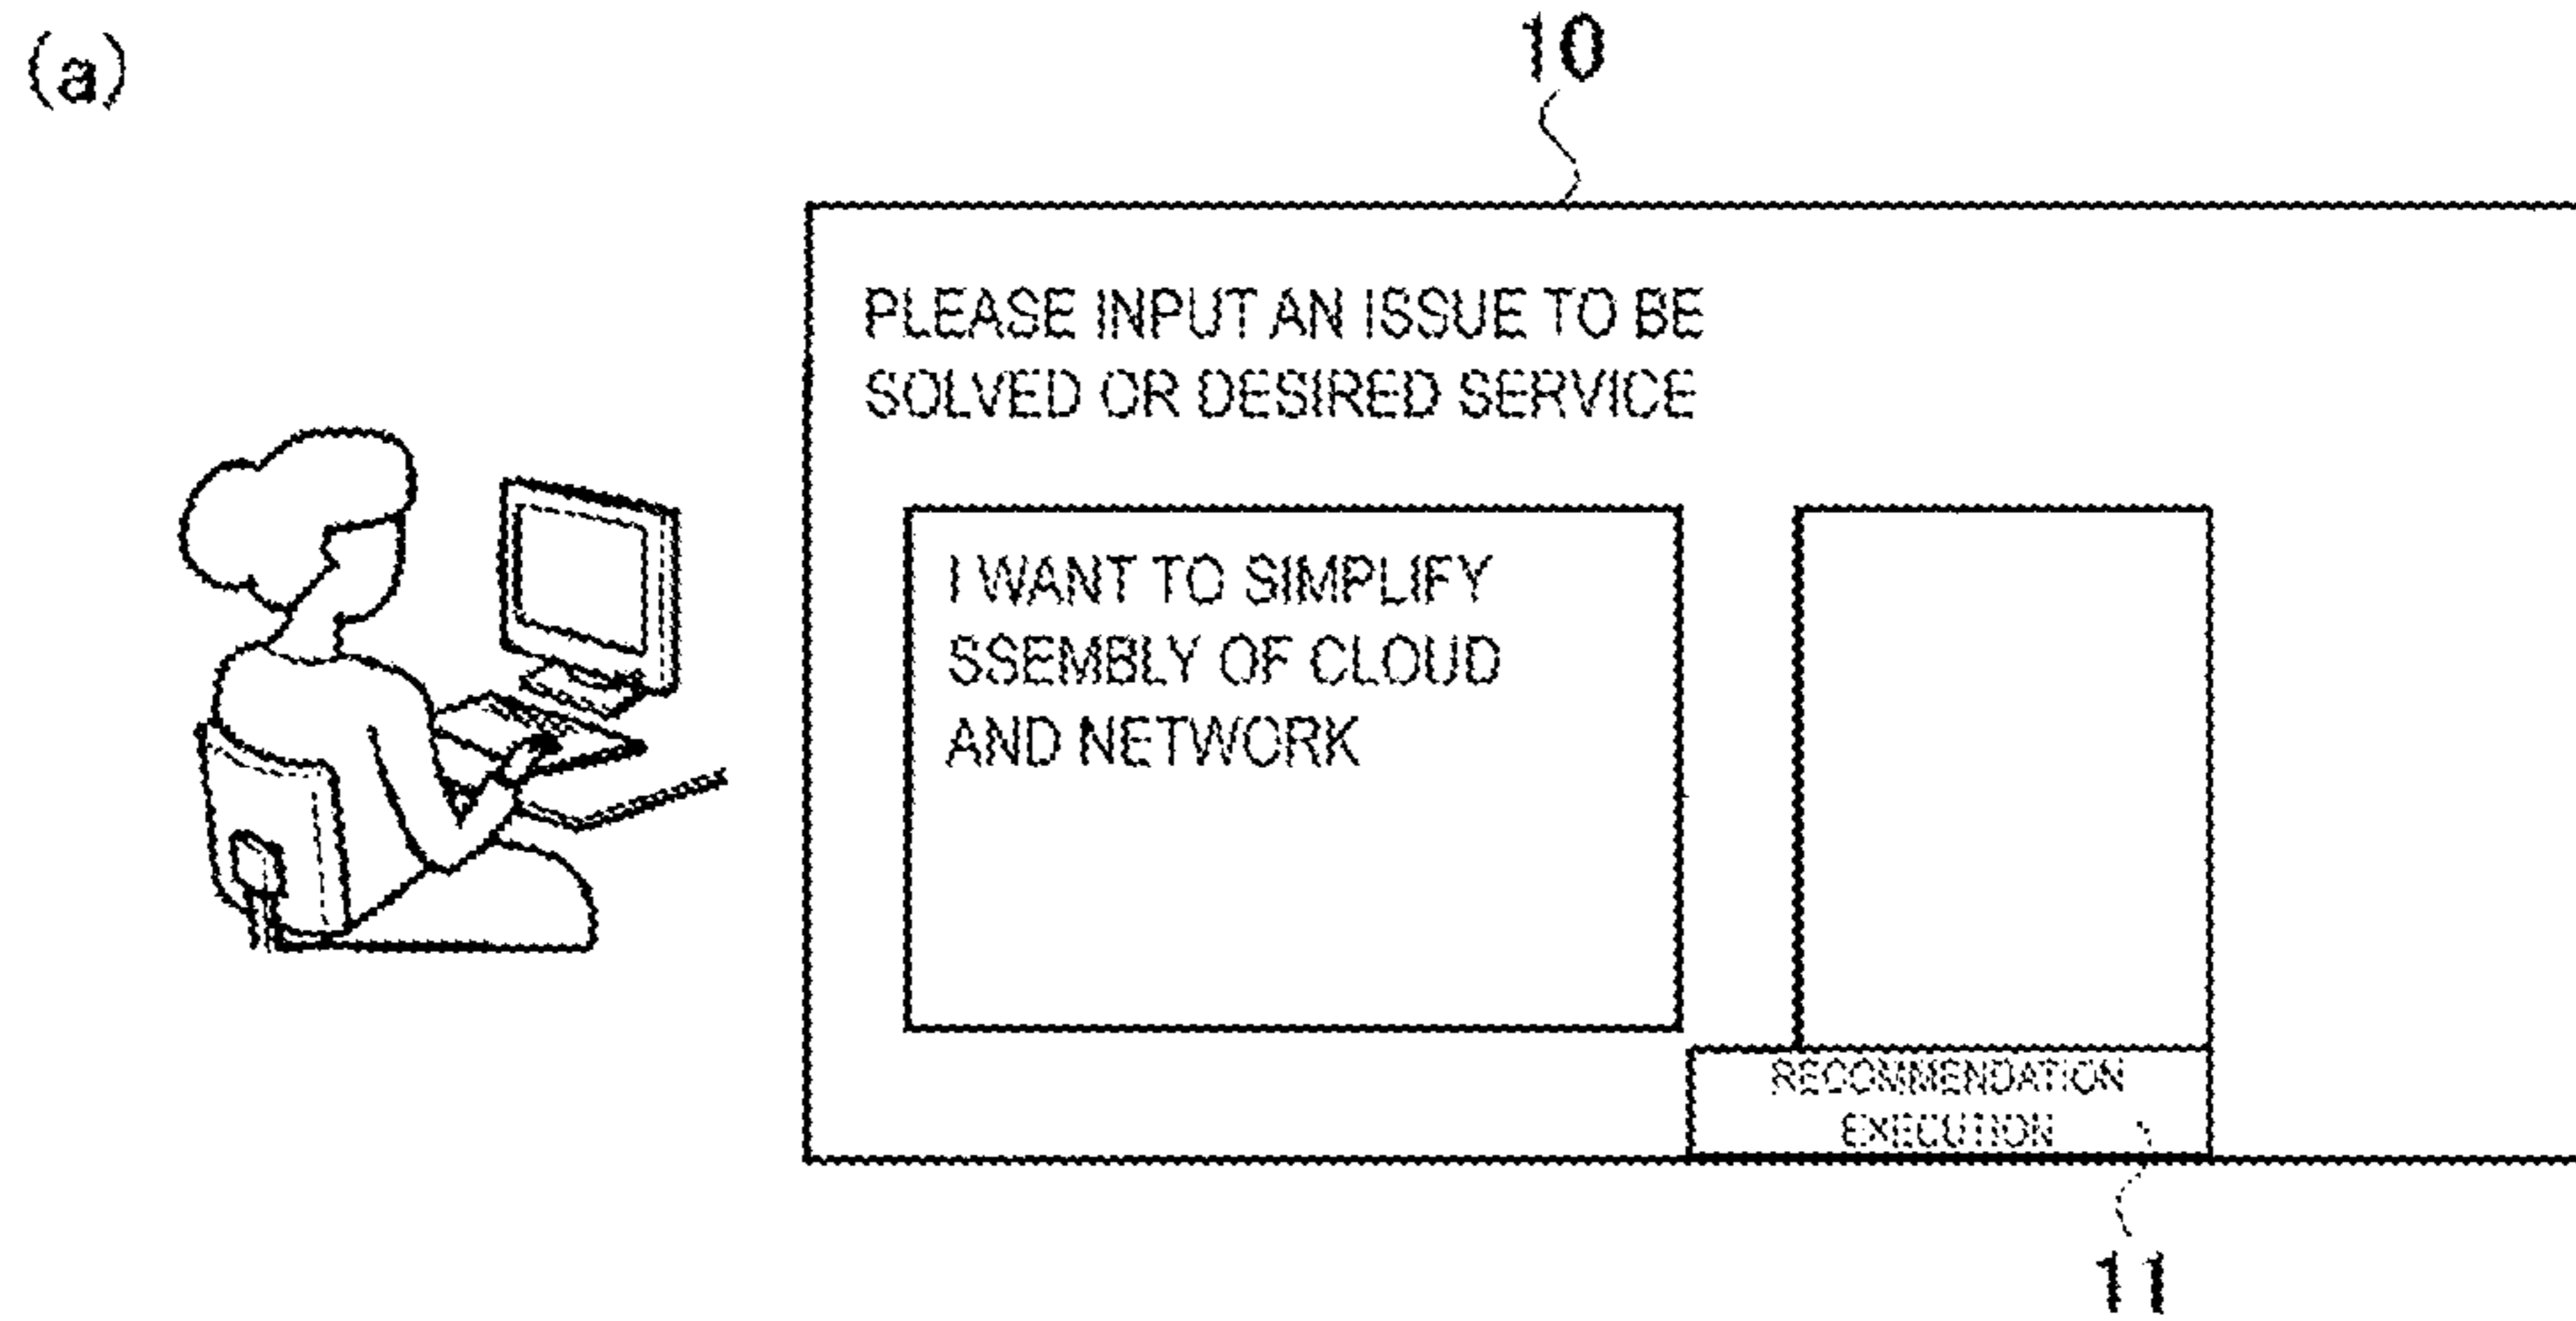 (a)
10
PLEASE INPUT AN ISSUE TO BE
SOLVED OR DESIRED SERVICE
I WANT TO SIMPLIFY
SSEMBLY OF CLOUD
AND NETWORK
RECOMMENDATION
EXECUTION
11